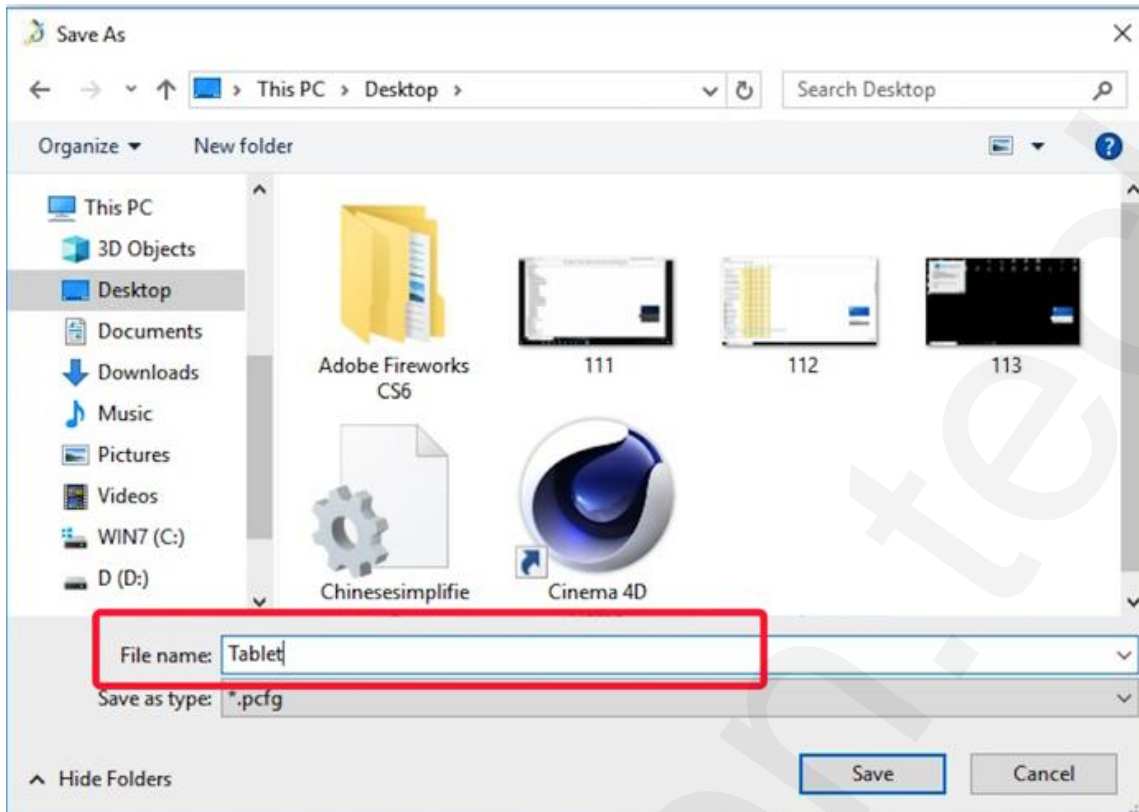 Save As
This PC > Desktop >
Search Desktop
Organize
New folder
This PC
3D Objects
Desktop
Documents
Downloads
Music
Pictures
Videos
WIN7 (C:)
D (D:)
Adobe Fireworks
CS6
111
112
113
Chinesesimplifie
Cinema 4D
File name: Tablet
Save as type: *.pcfg
Hide Folders
Save
Cancel